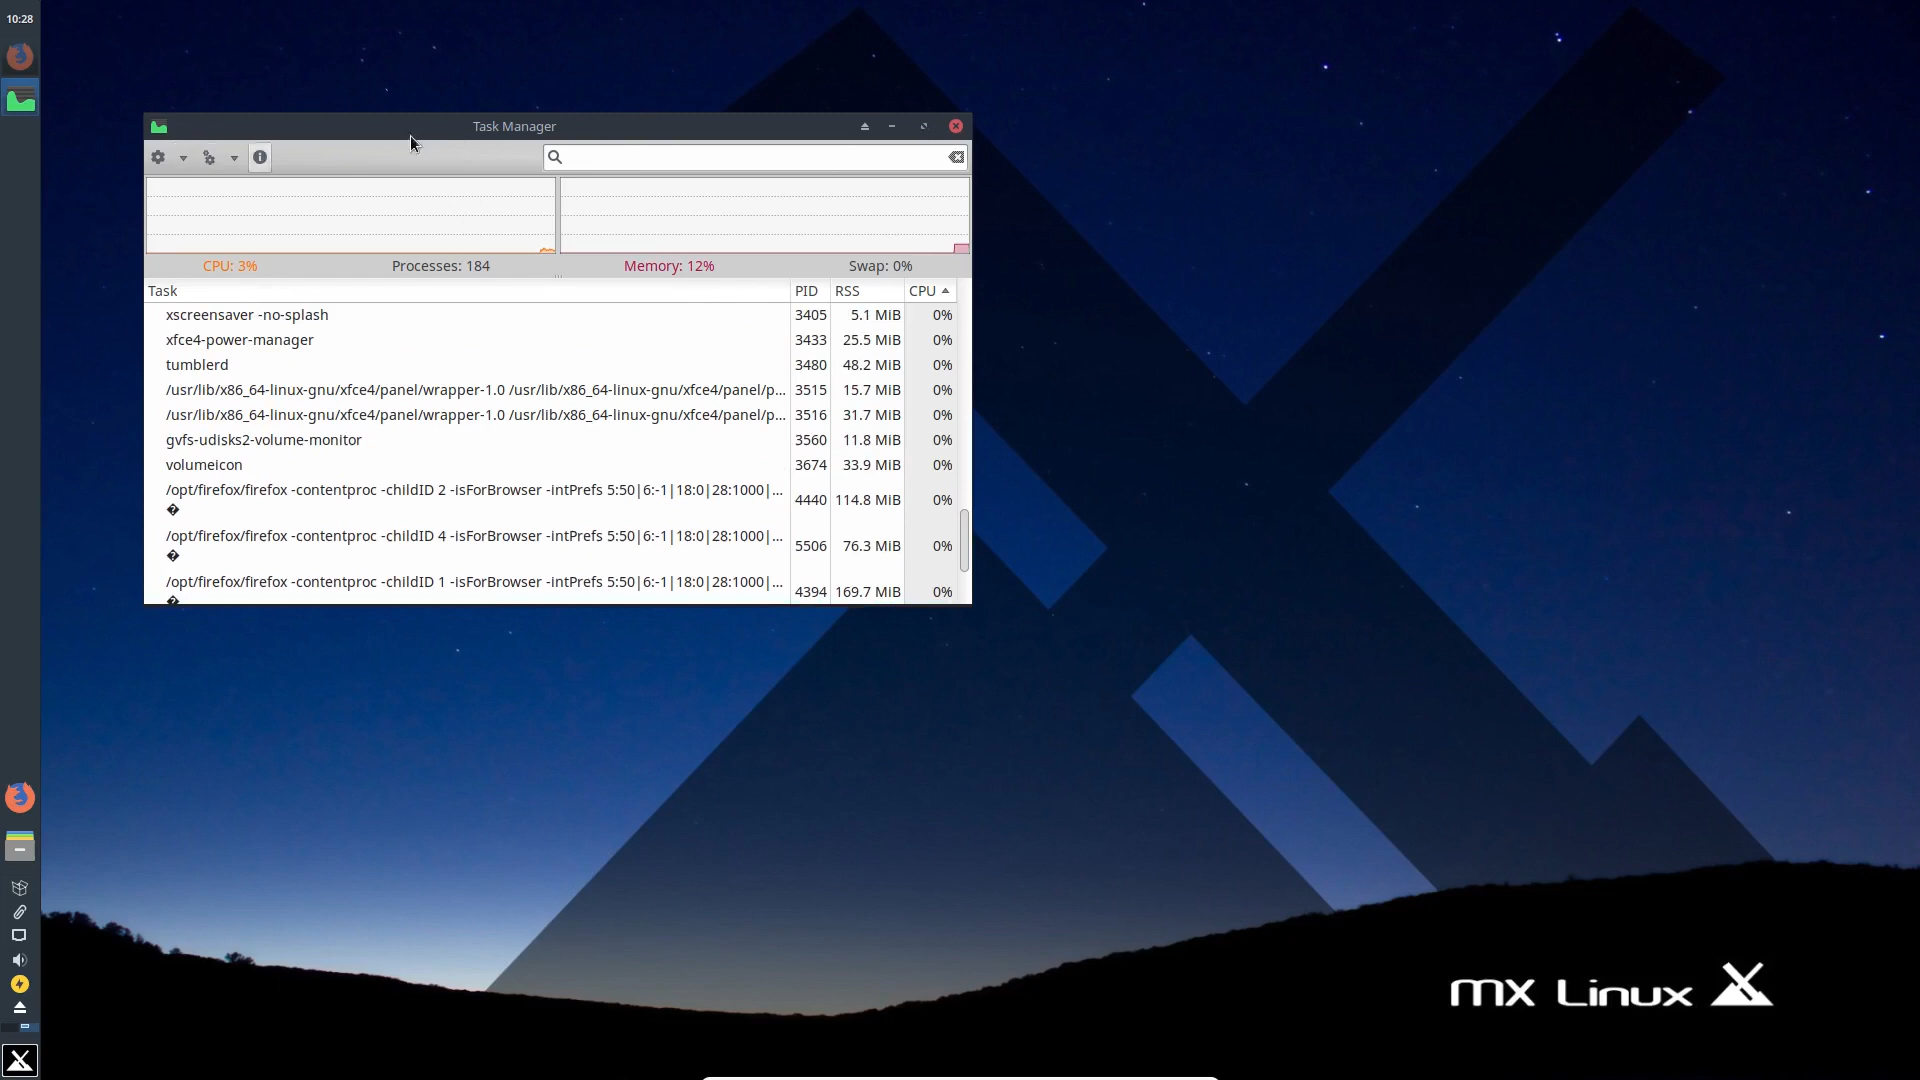 10:28
Task Manager
CPU: 3%
Processes: 184
Memory: 12%
Swap: 0%
Task PID RSS CPU
xscreensaver -no-splash 3405 5.1 MiB 0%
xfce4-power-manager 3433 25.5 MiB 0%
tumblerd 3480 48.2 MiB 0%
/usr/lib/x86_64-linux-gnu/xfce4/panel/wrapper-1.0 /usr/lib/x86_64-linux-gnu/xfce4/panel/p... 3515 15.7 MiB 0%
/usr/lib/x86_64-linux-gnu/xfce4/panel/wrapper-1.0 /usr/lib/x86_64-linux-gnu/xfce4/panel/p... 3516 31.7 MiB 0%
gvfs-udisks2-volume-monitor 3560 11.8 MiB 0%
volumeicon 3674 33.9 MiB 0%
/opt/firefox/firefox -contentproc -childID 2 -isForBrowser -intPrefs 5:50|6:-1|18:0|28:1000|... 4440 114.8 MiB 0%
�
/opt/firefox/firefox -contentproc -childID 4 -isForBrowser -intPrefs 5:50|6:-1|18:0|28:1000|... 5506 76.3 MiB 0%
�
/opt/firefox/firefox -contentproc -childID 1 -isForBrowser -intPrefs 5:50|6:-1|18:0|28:1000|... 4394 169.7 MiB 0%
�
mx Linux